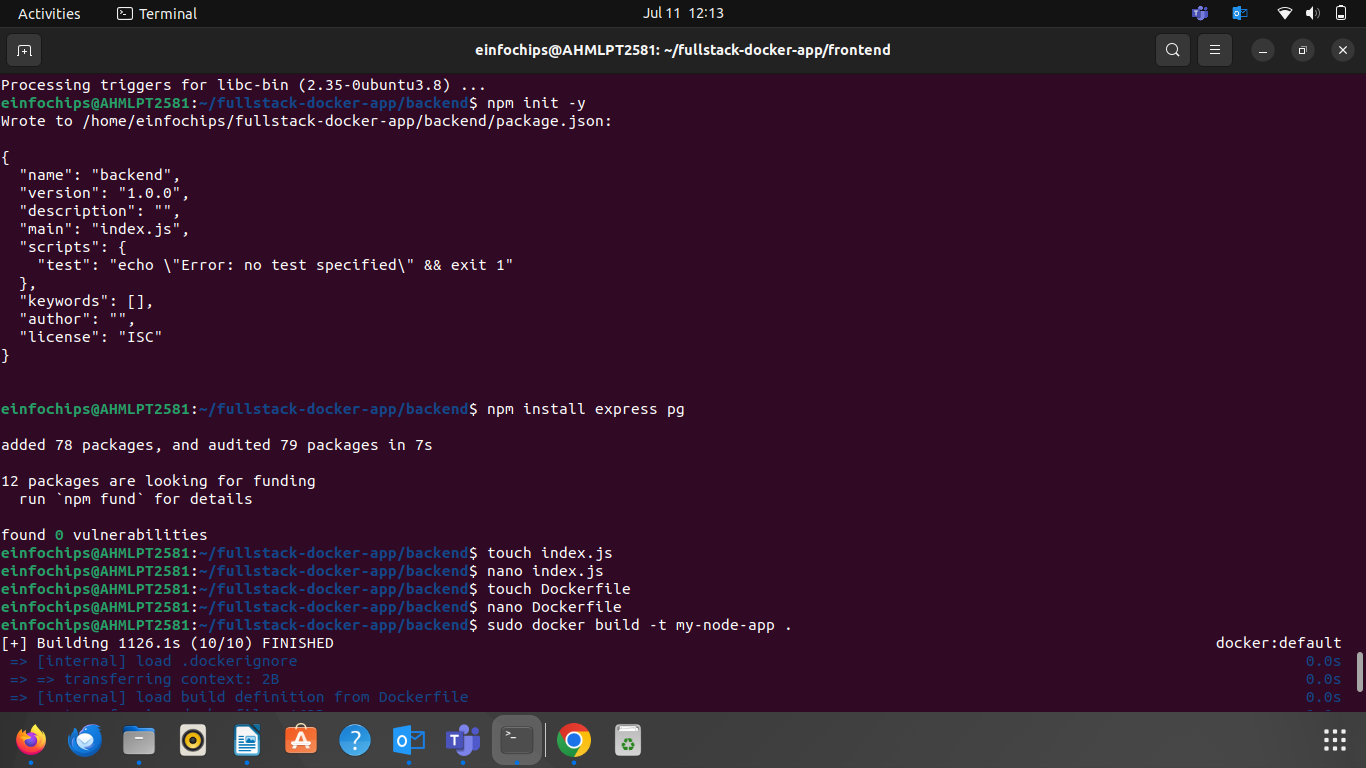 Activities
Terminal
Jul 11 12:13
einfochips@AHMLPT2581: ~/fullstack-docker-app/frontend
Processing triggers for libc-bin (2.35-0ubuntu3.8) ...
einfochips@AHMLPT2581:~/fullstack-docker-app/backend$ npm init -y
Wrote to /home/einfochips/fullstack-docker-app/backend/package.json:
{
  "name": "backend",
  "version": "1.0.0",
  "description": "",
  "main": "index.js",
  "scripts": {
    "test": "echo \"Error: no test specified\" && exit 1"
  },
  "keywords": [],
  "author": "",
  "license": "ISC"
}
einfochips@AHMLPT2581:~/fullstack-docker-app/backend$ npm install express pg
added 78 packages, and audited 79 packages in 7s
12 packages are looking for funding
  run `npm fund` for details
found 0 vulnerabilities
einfochips@AHMLPT2581:~/fullstack-docker-app/backend$ touch index.js
einfochips@AHMLPT2581:~/fullstack-docker-app/backend$ nano index.js
einfochips@AHMLPT2581:~/fullstack-docker-app/backend$ touch Dockerfile
einfochips@AHMLPT2581:~/fullstack-docker-app/backend$ nano Dockerfile
einfochips@AHMLPT2581:~/fullstack-docker-app/backend$ sudo docker build -t my-node-app .
[+] Building 1126.1s (10/10) FINISHED docker:default
 => [internal] load .dockerignore 0.0s
 => => transferring context: 2B 0.0s
 => [internal] load build definition from Dockerfile 0.0s